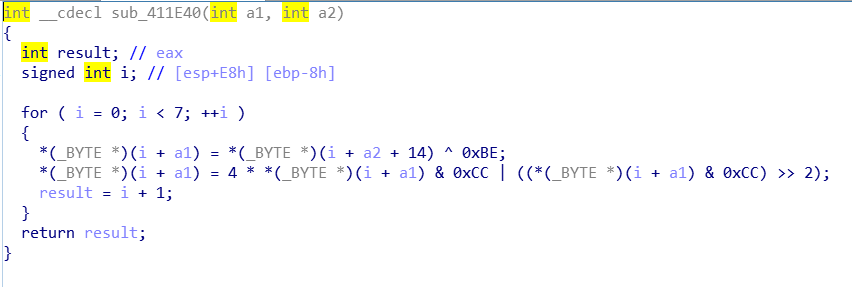 int __cdecl sub_411E40(int a1, int a2)
{
  int result; // eax
  signed int i; // [esp+E8h] [ebp-8h]

  for ( i = 0; i < 7; ++i )
  {
    *(_BYTE *)(i + a1) = *(_BYTE *)(i + a2 + 14) ^ 0xBE;
    *(_BYTE *)(i + a1) = 4 * *(_BYTE *)(i + a1) & 0xCC | ((*(_BYTE *)(i + a1) & 0xCC) >> 2);
    result = i + 1;
  }
  return result;
}